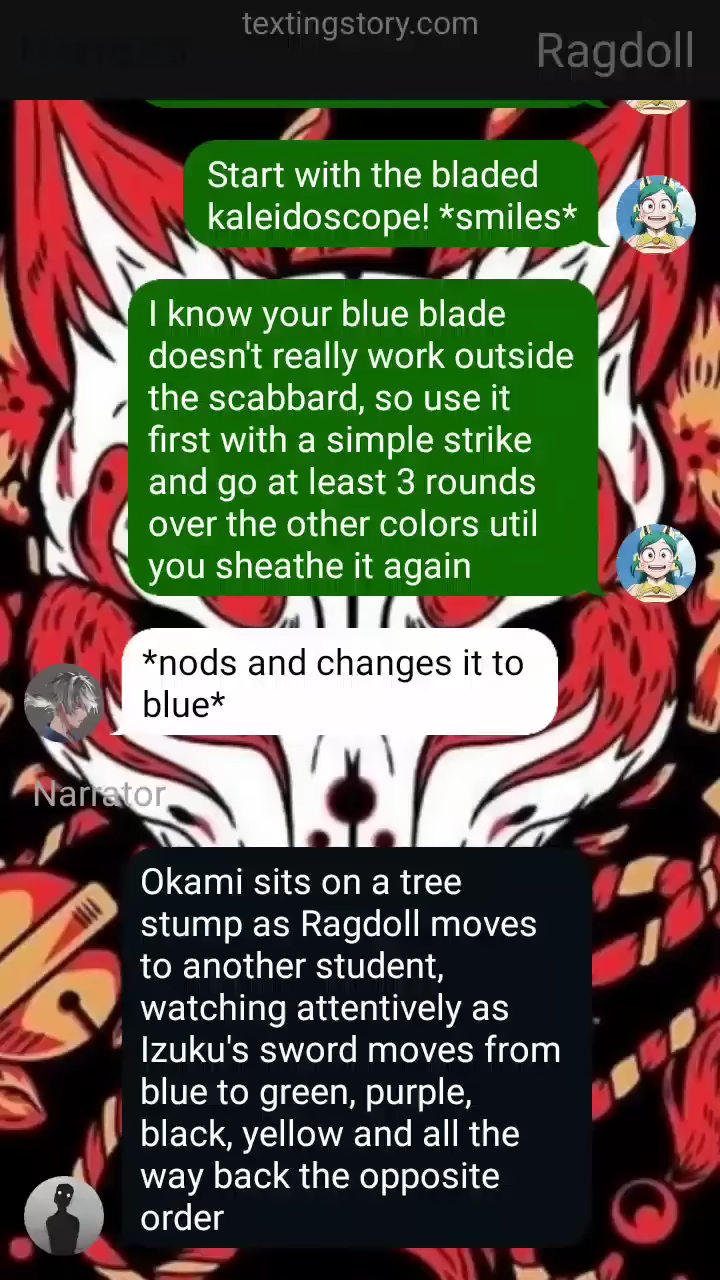 textingstory.com
Ragdoll
Start with the bladed
kaleidoscope! *smiles*
I know your blue blade
doesn't really work outside
the scabbard, so use it
first with a simple strike
and go at least 3 rounds
over the other colors util
you sheathe it again
*nods and changes it to
blue*
Narrator
Okami sits on a tree
stump as Ragdoll moves
to another student,
watching attentively as
Izuku's sword moves from
blue to green, purple,
black, yellow and all the
way back the opposite
order